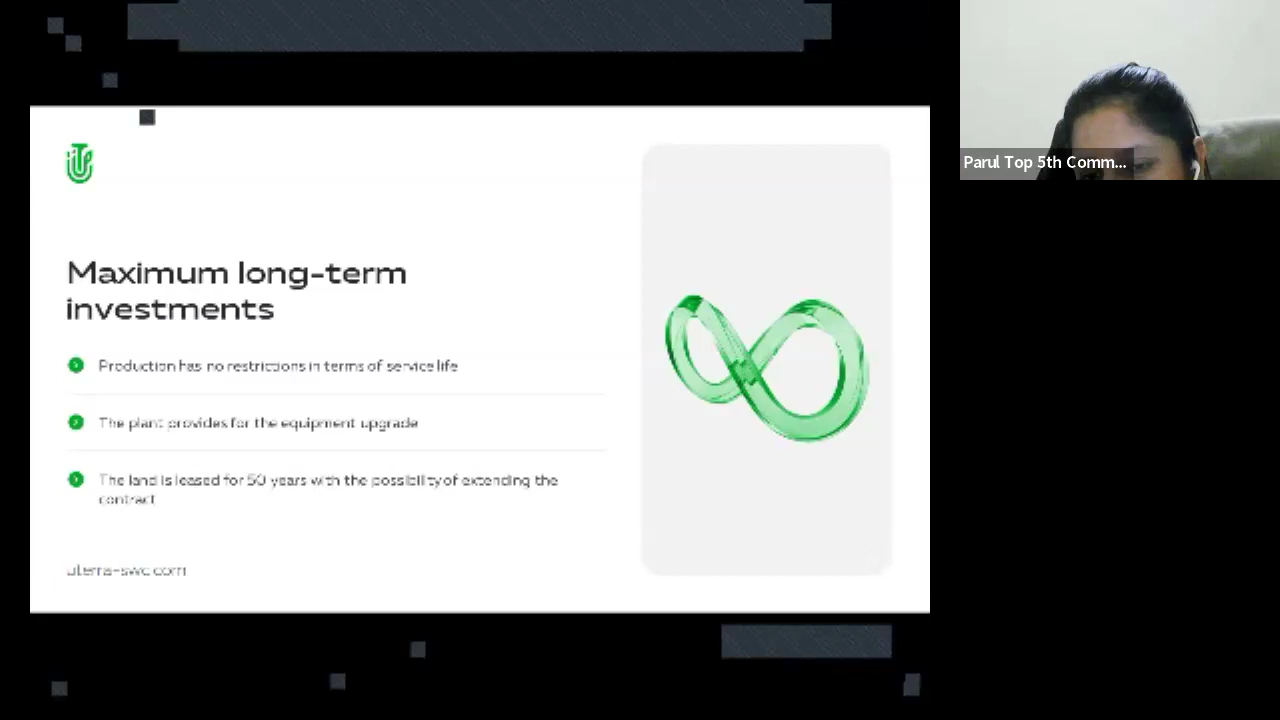 Maximum long-term
investments
Production has no restrictions in terms of service life
The plant provides for the equipment upgrade
The land is leased for 50 years with the possibility of extending the
contract
uterra-swc.com
Parul Top 5th Comm...